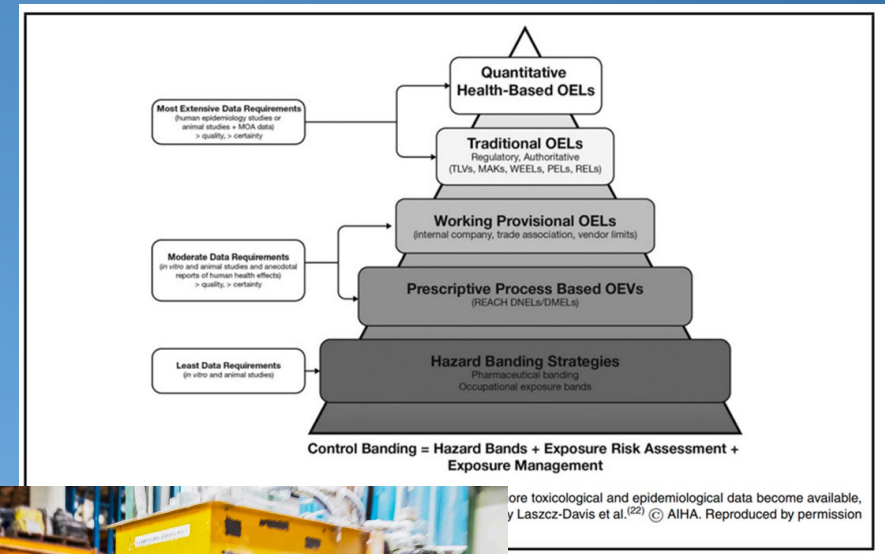 Quantitative
Health-Based OELs
Most Extensive Data Requirements
(human epidemiology studies or
animal studies + MOA data)
> quality, > certainty
Traditional OELs
Regulatory, Authoritative
(TLVs, MAKs, WEELs, PELs, RELs)
Working Provisional OELs
(internal company, trade association, vendor limits)
Moderate Data Requirements
(in vitro and animal studies and anecdotal
reports of human health effects)
> quality, > certainty
Prescriptive Process Based OEVs
(REACH DNELs/DMELs)
Least Data Requirements
(in vitro and animal studies)
Hazard Banding Strategies
Pharmaceutical banding
Occupational exposure bands
Control Banding = Hazard Bands + Exposure Risk Assessment +
Exposure Management
ore toxicological and epidemiological data become available,
y Laszcz-Davis et al.(22) © AIHA. Reproduced by permission